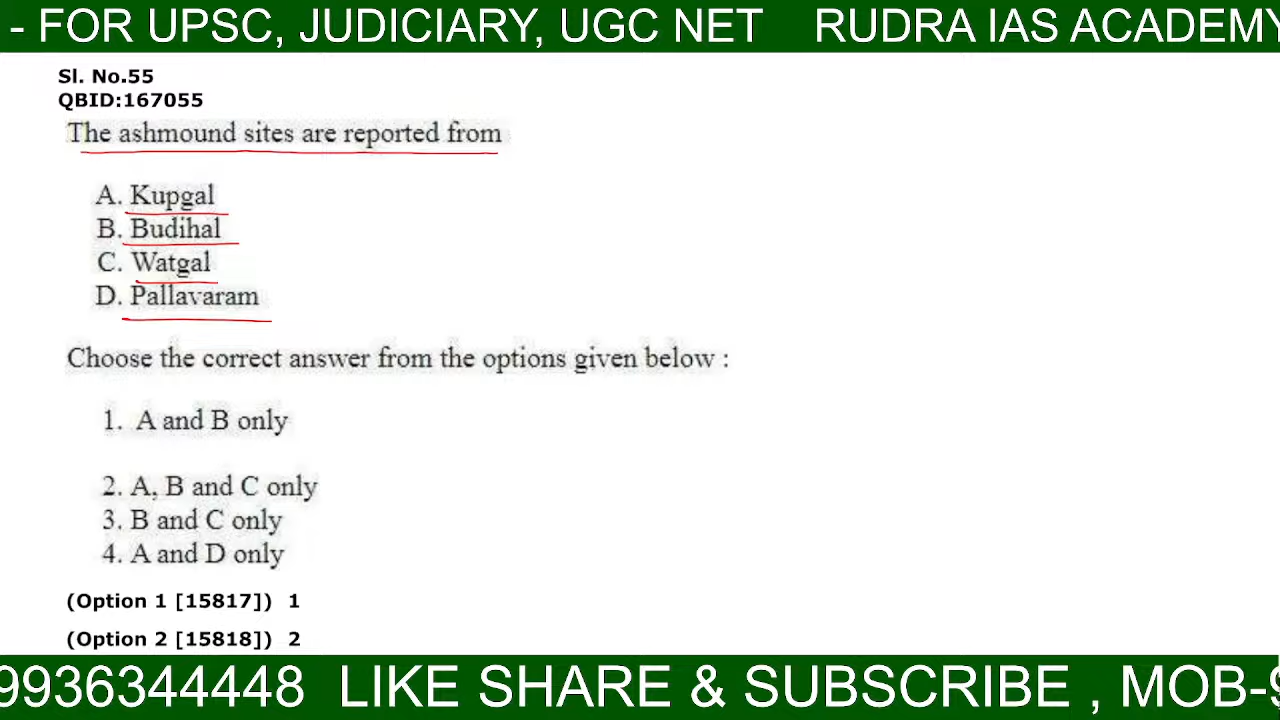 - FOR UPSC, JUDICIARY, UGC NET RUDRA IAS ACADEMY
Sl. No.55
QBID:167055
The ashmound sites are reported from
A. Kupgal
B. Budihal
C. Watgal
D. Pallavaram
Choose the correct answer from the options given below :
1. A and B only
2. A, B and C only
3. B and C only
4. A and D only
(Option 1 [15817]) 1
(Option 2 [15818]) 2
9936344448 LIKE SHARE & SUBSCRIBE , MOB-9